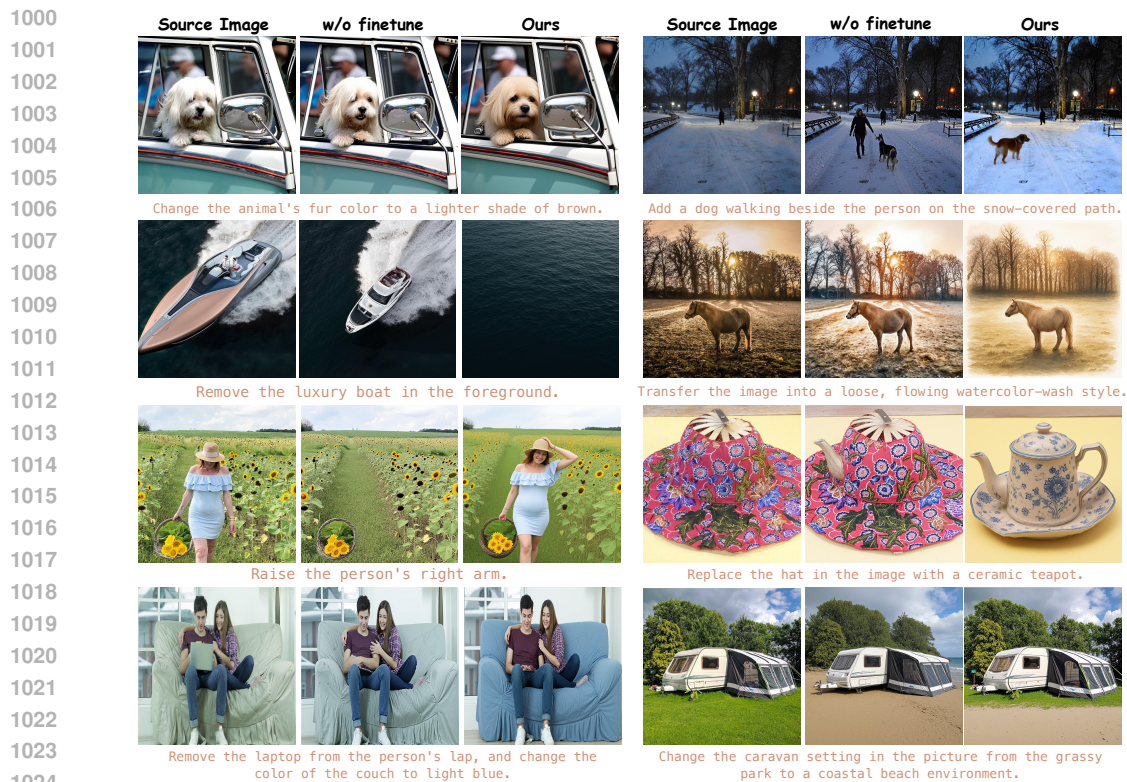 1000
1001
1002
1003
1004
1005
1006
1007
1008
1009
1010
1011
1012
1013
1014
1015
1016
1017
1018
1019
1020
1021
1022
1023
1024
Source Image w/o finetune Ours
Change the animal's fur color to a lighter shade of brown.
Remove the luxury boat in the foreground.
Raise the person's right arm.
Remove the laptop from the person's lap, and change the
color of the couch to light blue.
Source Image w/o finetune Ours
Add a dog walking beside the person on the snow-covered path.
Transfer the image into a loose, flowing watercolor-wash style.
Replace the hat in the image with a ceramic teapot.
Change the caravan setting in the picture from the grassy
park to a coastal beach environment.